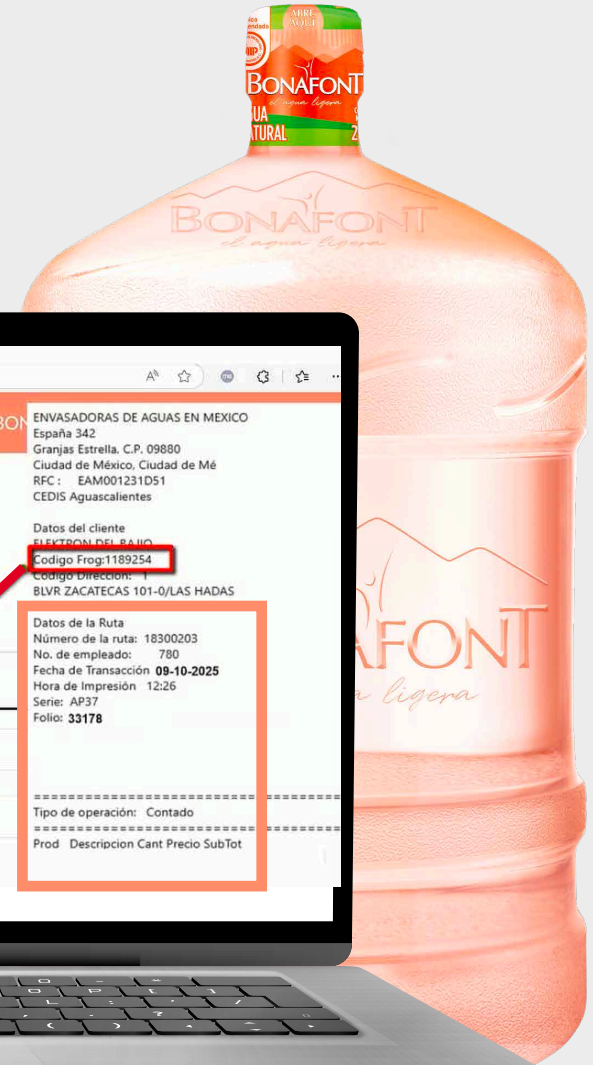 ABRE
AQUÍ
BONAFONT
el agua ligera
BONAFONT
el agua ligera
ENVASADORAS DE AGUAS EN MEXICO
España 342
Granjas Estrella. C.P. 09880
Ciudad de México, Ciudad de Mé
RFC : EAM001231D51
CEDIS Aguascalientes
Datos del cliente
ELEKTRON DEL BAJIO
Codigo Frog:1189254
Codigo Direccion: 1
BLVR ZACATECAS 101-0/LAS HADAS
Datos de la Ruta
Número de la ruta: 18300203
No. de empleado: 780
Fecha de Transacción 09-10-2025
Hora de Impresión 12:26
Serie: AP37
Folio: 33178
Tipo de operación: Contado
Prod Descripcion Cant Precio SubTot
AFONT
a ligera